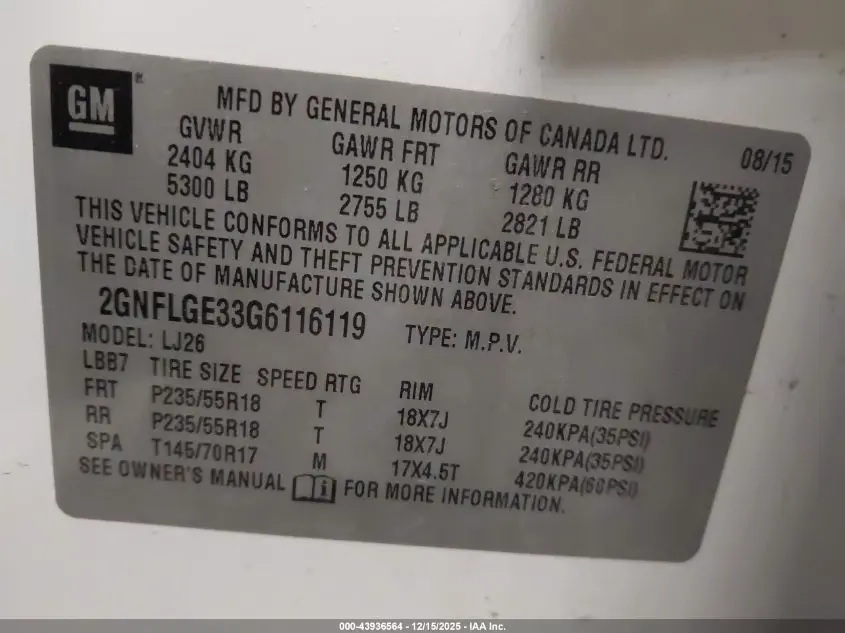 GM
MFD BY GENERAL MOTORS OF CANADA LTD.
08/15
GVWR GAWR FRT GAWR RR
2404 KG 1250 KG 1280 KG
5300 LB 2755 LB 2821 LB
THIS VEHICLE CONFORMS TO ALL APPLICABLE U.S. FEDERAL MOTOR
VEHICLE SAFETY AND THEFT PREVENTION STANDARDS IN EFFECT ON
THE DATE OF MANUFACTURE SHOWN ABOVE.
2GNFLGE33G6116119 TYPE: M.P.V.
MODEL: LJ26
LBB7 TIRE SIZE SPEED RTG RIM COLD TIRE PRESSURE
FRT P235/55R18 T 18X7J 240KPA(35PSI)
RR P235/55R18 T 18X7J 240KPA(35PSI)
SPA T145/70R17 M 17X4.5T 420KPA(60PSI)
SEE OWNER'S MANUAL i FOR MORE INFORMATION.
000-43936564 - 12/15/2025 - IAA Inc.